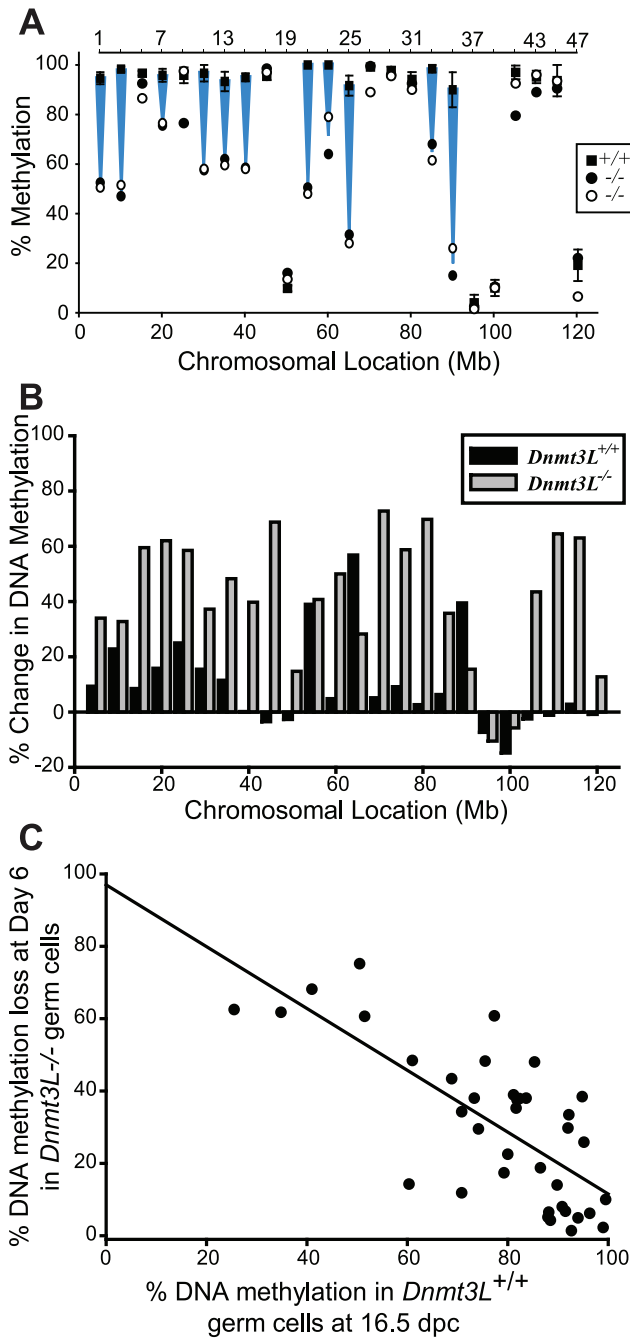 A
1 7 13 19 25 31 37 43 47
% Methylation
100
80
60
40
20
0
+/+
-/-
-/-
0 20 40 60 80 100 120
Chromosomal Location (Mb)
B
% Change in DNA Methylation
100
80
60
40
20
0
-20
Dnmt3L+/+
Dnmt3L-/-
0 20 40 60 80 100 120
Chromosomal Location (Mb)
C
% DNA methylation loss at Day 6
in Dnmt3L-/- germ cells
100
80
60
40
20
0
0 20 40 60 80 100
% DNA methylation in Dnmt3L+/+
germ cells at 16.5 dpc